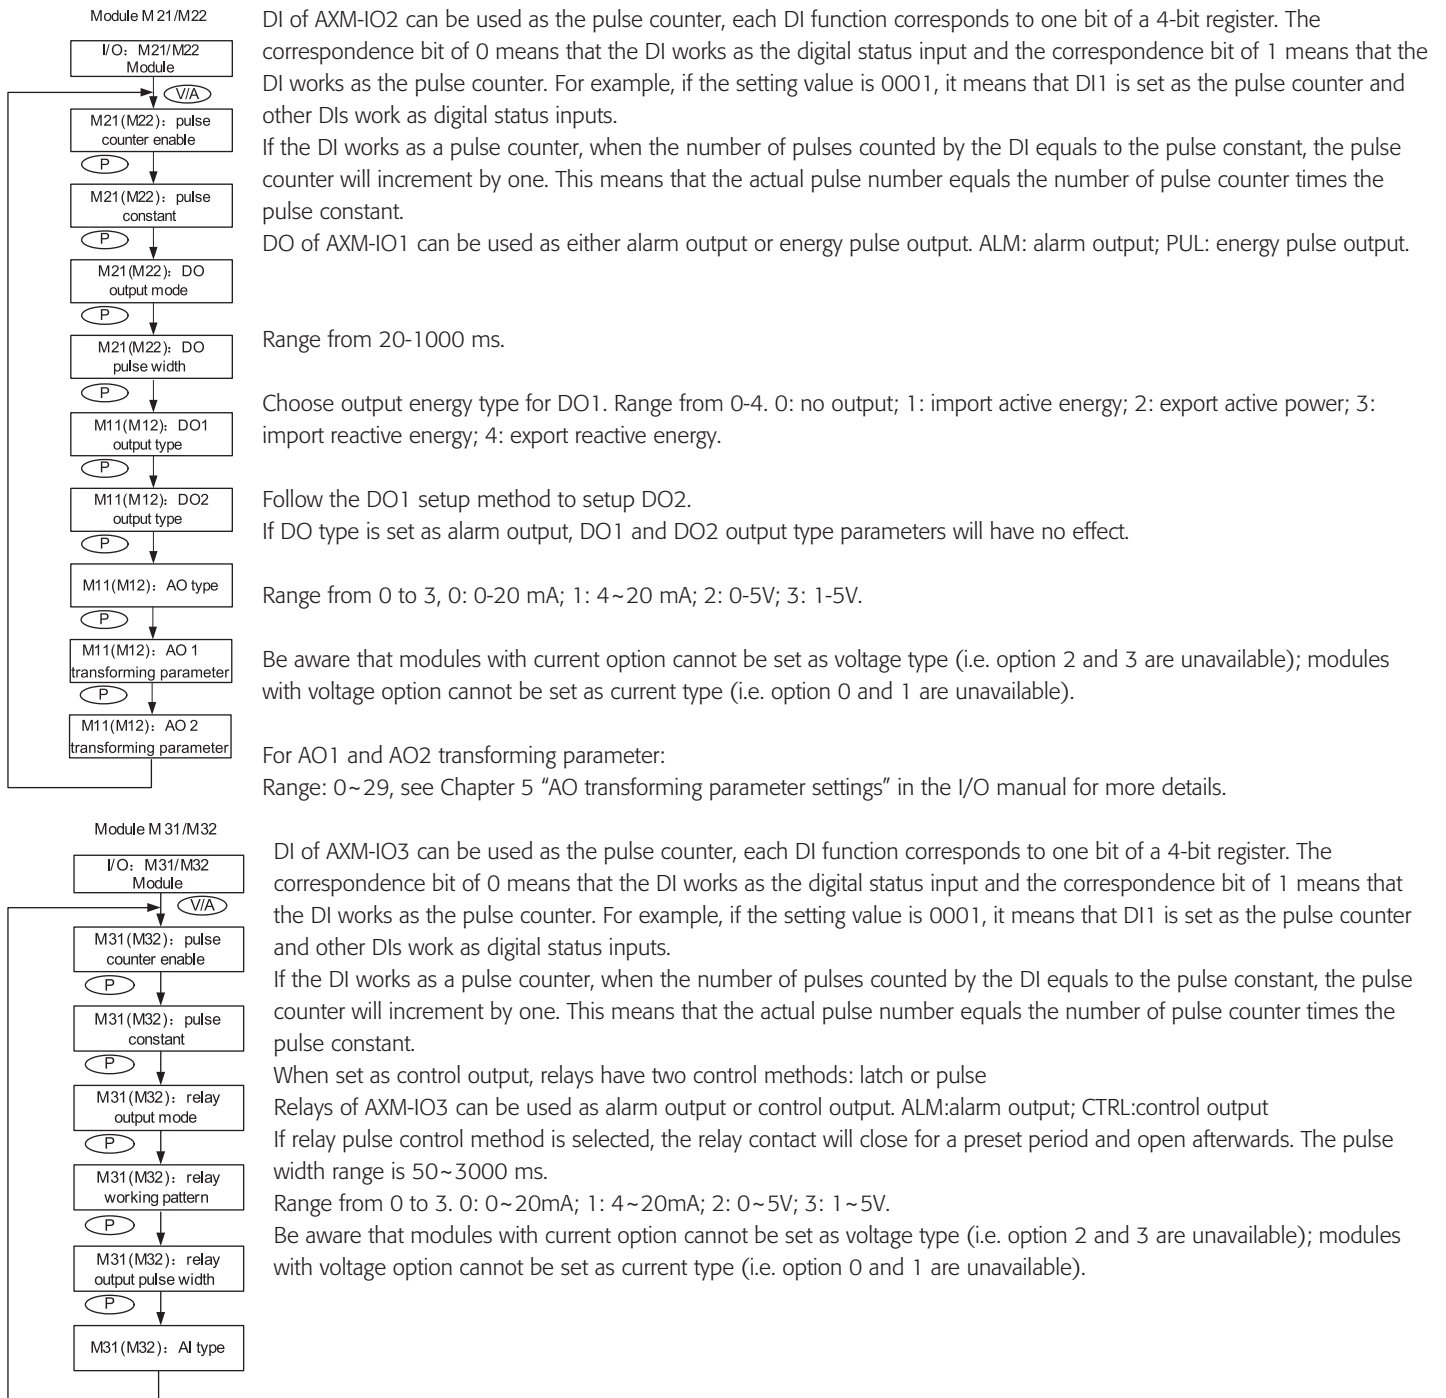 Module M21/M22
I/O: M21/M22
Module
V/A
M21(M22): pulse
counter enable
P
M21(M22): pulse
constant
P
M21(M22): DO
output mode
P
M21(M22): DO
pulse width
P
M11(M12): DO1
output type
P
M11(M12): DO2
output type
P
M11(M12): AO type
P
M11(M12): AO 1
transforming parameter
P
M11(M12): AO 2
transforming parameter
DI of AXM-IO2 can be used as the pulse counter, each DI function corresponds to one bit of a 4-bit register. The
correspondence bit of 0 means that the DI works as the digital status input and the correspondence bit of 1 means that the
DI works as the pulse counter. For example, if the setting value is 0001, it means that DI1 is set as the pulse counter and
other DIs work as digital status inputs.
If the DI works as a pulse counter, when the number of pulses counted by the DI equals to the pulse constant, the pulse
counter will increment by one. This means that the actual pulse number equals the number of pulse counter times the
pulse constant.
DO of AXM-IO1 can be used as either alarm output or energy pulse output. ALM: alarm output; PUL: energy pulse output.
Range from 20-1000 ms.
Choose output energy type for DO1. Range from 0-4. 0: no output; 1: import active energy; 2: export active power; 3:
import reactive energy; 4: export reactive energy.
Follow the DO1 setup method to setup DO2.
If DO type is set as alarm output, DO1 and DO2 output type parameters will have no effect.
Range from 0 to 3, 0: 0-20 mA; 1: 4~20 mA; 2: 0-5V; 3: 1-5V.
Be aware that modules with current option cannot be set as voltage type (i.e. option 2 and 3 are unavailable); modules
with voltage option cannot be set as current type (i.e. option 0 and 1 are unavailable).
For AO1 and AO2 transforming parameter:
Range: 0~29, see Chapter 5 “AO transforming parameter settings” in the I/O manual for more details.
Module M31/M32
I/O: M31/M32
Module
V/A
M31(M32): pulse
counter enable
P
M31(M32): pulse
constant
P
M31(M32): relay
output mode
P
M31(M32): relay
working pattern
P
M31(M32): relay
output pulse width
P
M31(M32): AI type
DI of AXM-IO3 can be used as the pulse counter, each DI function corresponds to one bit of a 4-bit register. The
correspondence bit of 0 means that the DI works as the digital status input and the correspondence bit of 1 means that
the DI works as the pulse counter. For example, if the setting value is 0001, it means that DI1 is set as the pulse counter
and other DIs work as digital status inputs.
If the DI works as a pulse counter, when the number of pulses counted by the DI equals to the pulse constant, the pulse
counter will increment by one. This means that the actual pulse number equals the number of pulse counter times the
pulse constant.
When set as control output, relays have two control methods: latch or pulse
Relays of AXM-IO3 can be used as alarm output or control output. ALM:alarm output; CTRL:control output
If relay pulse control method is selected, the relay contact will close for a preset period and open afterwards. The pulse
width range is 50~3000 ms.
Range from 0 to 3. 0: 0~20mA; 1: 4~20mA; 2: 0~5V; 3: 1~5V.
Be aware that modules with current option cannot be set as voltage type (i.e. option 2 and 3 are unavailable); modules
with voltage option cannot be set as current type (i.e. option 0 and 1 are unavailable).